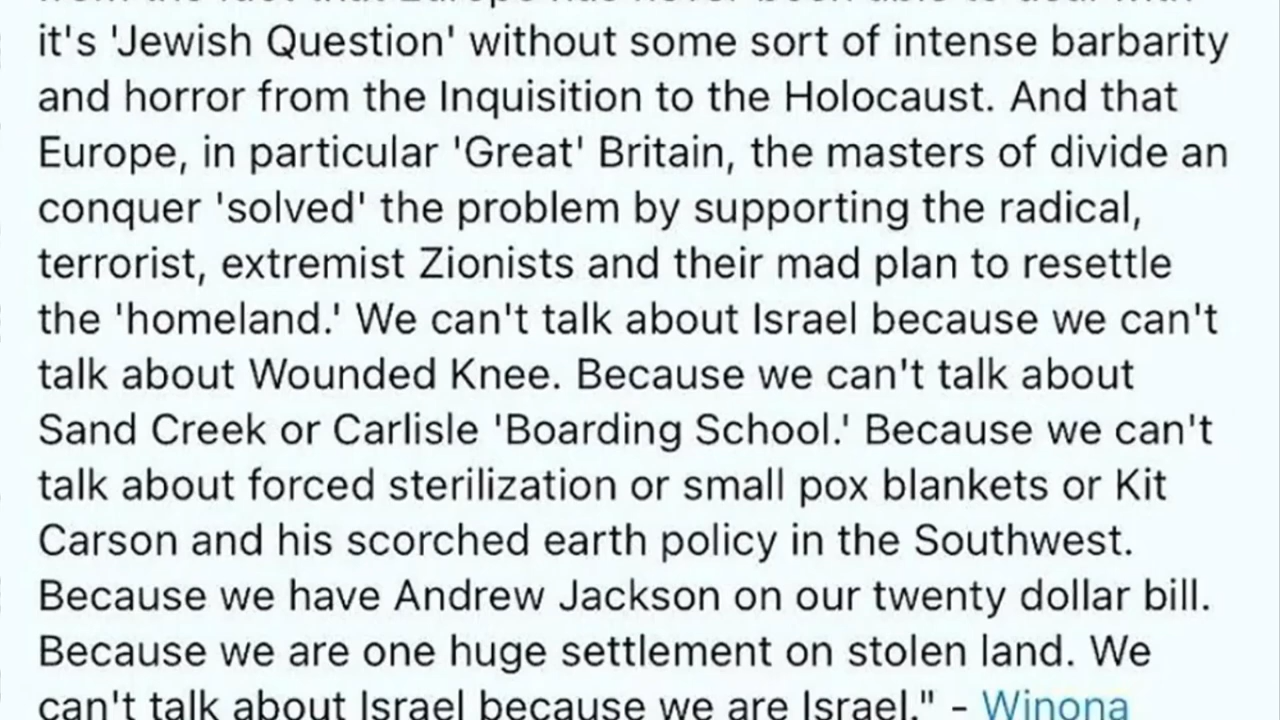 it's 'Jewish Question' without some sort of intense barbarity
and horror from the Inquisition to the Holocaust. And that
Europe, in particular 'Great' Britain, the masters of divide an
conquer 'solved' the problem by supporting the radical,
terrorist, extremist Zionists and their mad plan to resettle
the 'homeland.' We can't talk about Israel because we can't
talk about Wounded Knee. Because we can't talk about
Sand Creek or Carlisle 'Boarding School.' Because we can't
talk about forced sterilization or small pox blankets or Kit
Carson and his scorched earth policy in the Southwest.
Because we have Andrew Jackson on our twenty dollar bill.
Because we are one huge settlement on stolen land. We
can't talk about Israel because we are Israel." - Winona